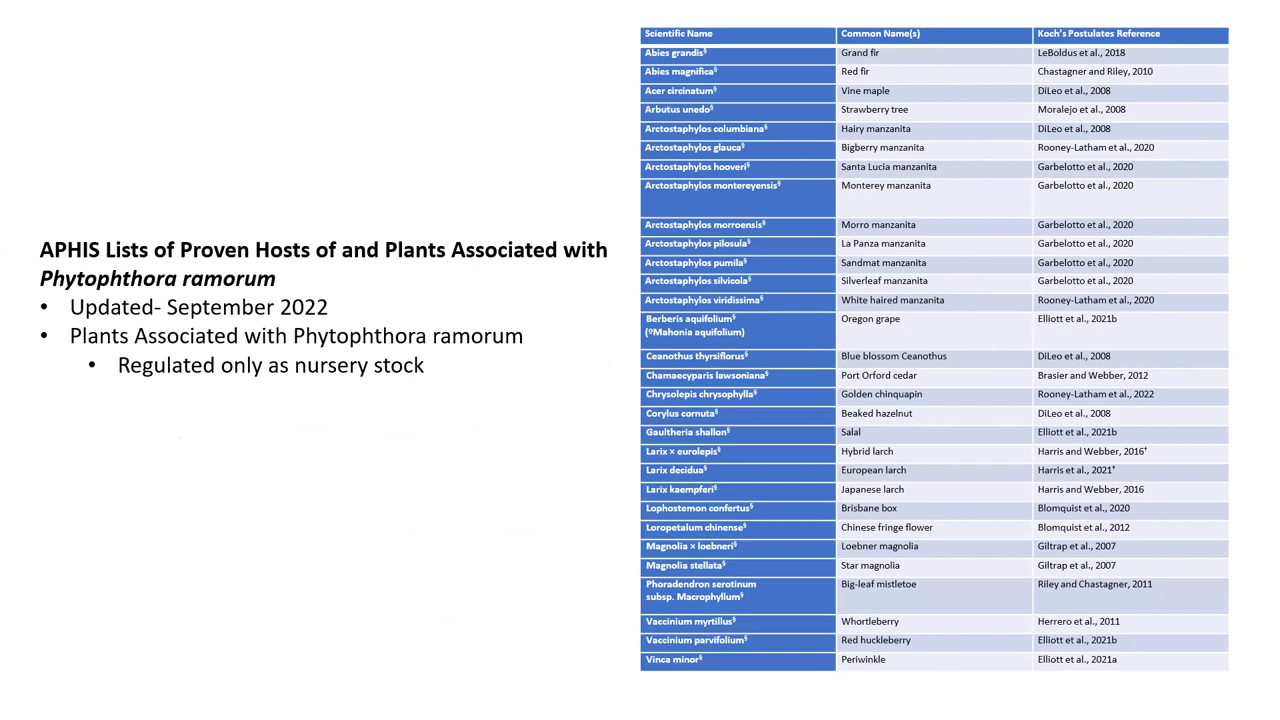 APHIS Lists of Proven Hosts of and Plants Associated with
Phytophthora ramorum
• Updated- September 2022
• Plants Associated with Phytophthora ramorum
• Regulated only as nursery stock
Scientific Name Common Name(s) Koch's Postulates Reference
Abies grandis§ Grand fir LeBoldus et al., 2018
Abies magnifica§ Red fir Chastagner and Riley, 2010
Acer circinatum§ Vine maple DiLeo et al., 2008
Arbutus unedo§ Strawberry tree Moralejo et al., 2008
Arctostaphylos columbiana§ Hairy manzanita DiLeo et al., 2008
Arctostaphylos glauca§ Bigberry manzanita Rooney-Latham et al., 2020
Arctostaphylos hooveri§ Santa Lucia manzanita Garbelotto et al., 2020
Arctostaphylos montereyensis§ Monterey manzanita Garbelotto et al., 2020
Arctostaphylos morroensis§ Morro manzanita Garbelotto et al., 2020
Arctostaphylos pilosula§ La Panza manzanita Garbelotto et al., 2020
Arctostaphylos pumila§ Sandmat manzanita Garbelotto et al., 2020
Arctostaphylos silvicola§ Silverleaf manzanita Garbelotto et al., 2020
Arctostaphylos viridissima§ White haired manzanita Rooney-Latham et al., 2020
Berberis aquifolium§ Oregon grape Elliott et al., 2021b
(ºMahonia aquifolium)
Ceanothus thyrsiflorus§ Blue blossom Ceanothus DiLeo et al., 2008
Chamaecyparis lawsoniana§ Port Orford cedar Brasier and Webber, 2012
Chrysolepis chrysophylla§ Golden chinquapin Rooney-Latham et al., 2022
Corylus cornuta§ Beaked hazelnut DiLeo et al., 2008
Gaultheria shallon§ Salal Elliott et al., 2021b
Larix × eurolepis§ Hybrid larch Harris and Webber, 2016†
Larix decidua§ European larch Harris et al., 2021†
Larix kaempferi§ Japanese larch Harris and Webber, 2016
Lophostemon confertus§ Brisbane box Blomquist et al., 2020
Loropetalum chinense§ Chinese fringe flower Blomquist et al., 2012
Magnolia × loebneri§ Loebner magnolia Giltrap et al., 2007
Magnolia stellata§ Star magnolia Giltrap et al., 2007
Phoradendron serotinum Big-leaf mistletoe Riley and Chastagner, 2011
subsp. Macrophyllum§
Vaccinium myrtillus§ Whortleberry Herrero et al., 2011
Vaccinium parvifolium§ Red huckleberry Elliott et al., 2021b
Vinca minor§ Periwinkle Elliott et al., 2021a